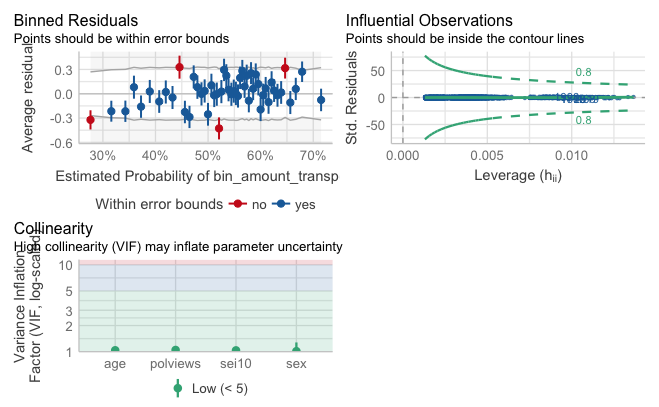 Binned Residuals
Points should be within error bounds
Average residual
0.3
0.0
-0.3
-0.6
30%
40%
50%
60%
70%
Estimated Probability of bin_amount_transp
Within error bounds
no
yes
Influential Observations
Points should be inside the contour lines
Std. Residuals
50
0
-50
0.8
0.8
0.000
0.005
0.010
Leverage (hᵢᵢ)
Collinearity
High collinearity (VIF) may inflate parameter uncertainty
Variance Inflation
Factor (VIF, log-scaled)
10
5
3
2
1
age
polviews
sei10
sex
Low (< 5)